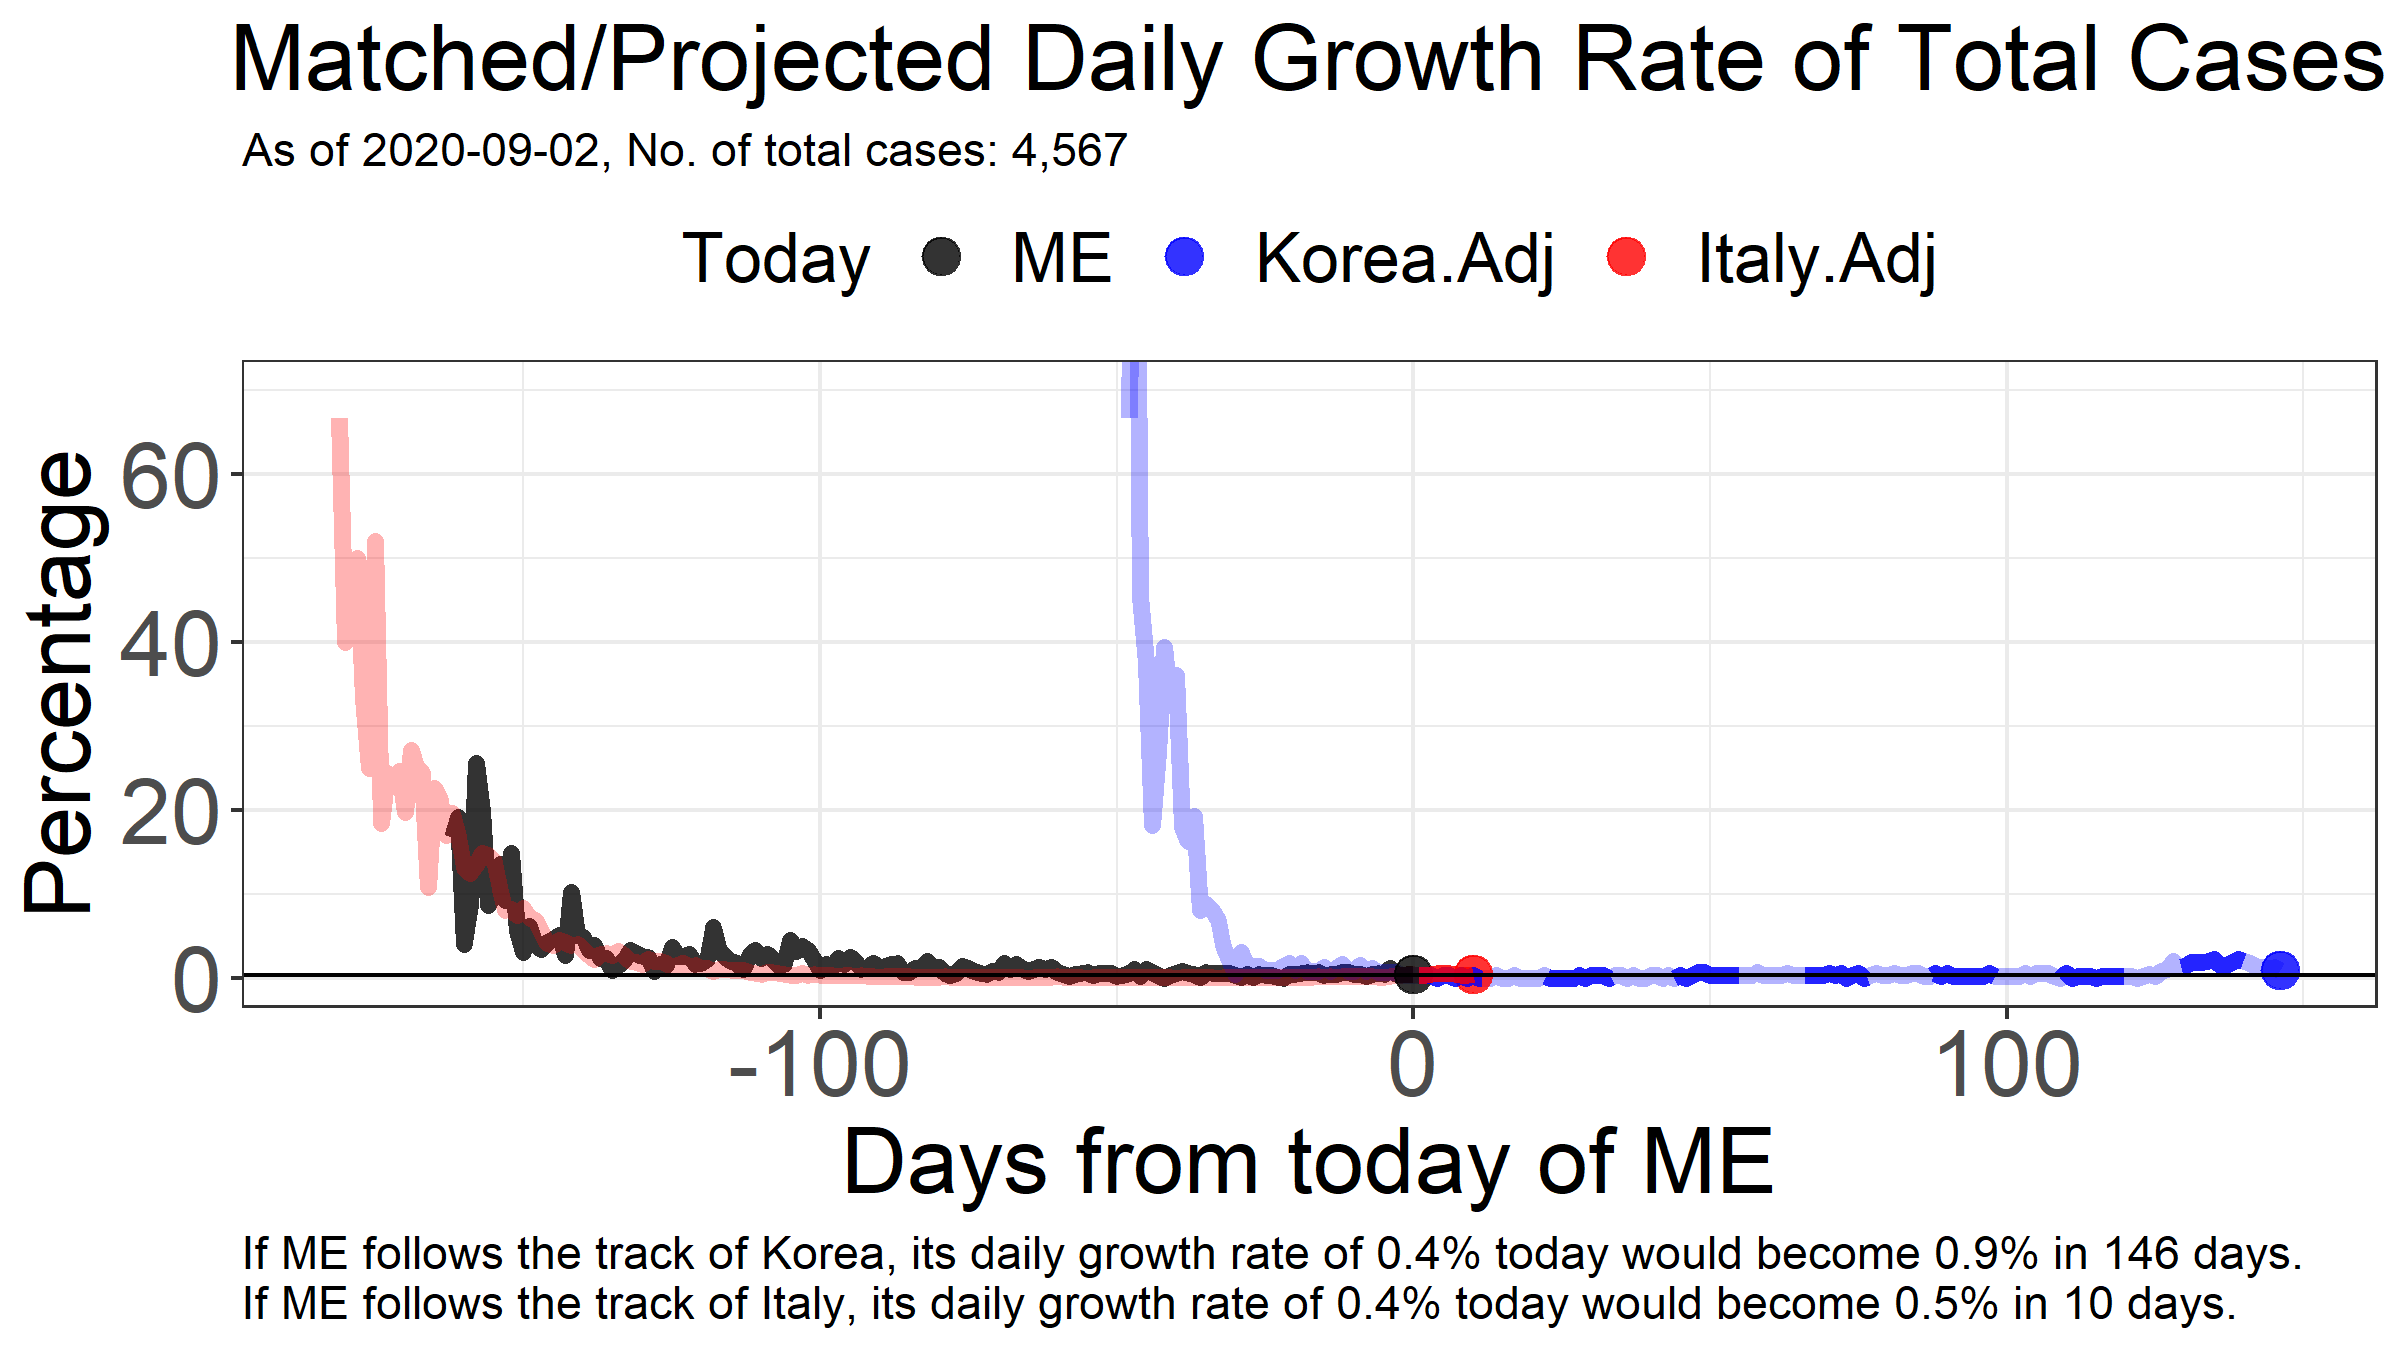 Matched/Projected Daily Growth Rate of Total Cases
As of 2020-09-02, No. of total cases: 4,567
Today ME Korea.Adj Italy.Adj
Percentage
60
40
20
0
-100 0 100
Days from today of ME
If ME follows the track of Korea, its daily growth rate of 0.4% today would become 0.9% in 146 days.
If ME follows the track of Italy, its daily growth rate of 0.4% today would become 0.5% in 10 days.